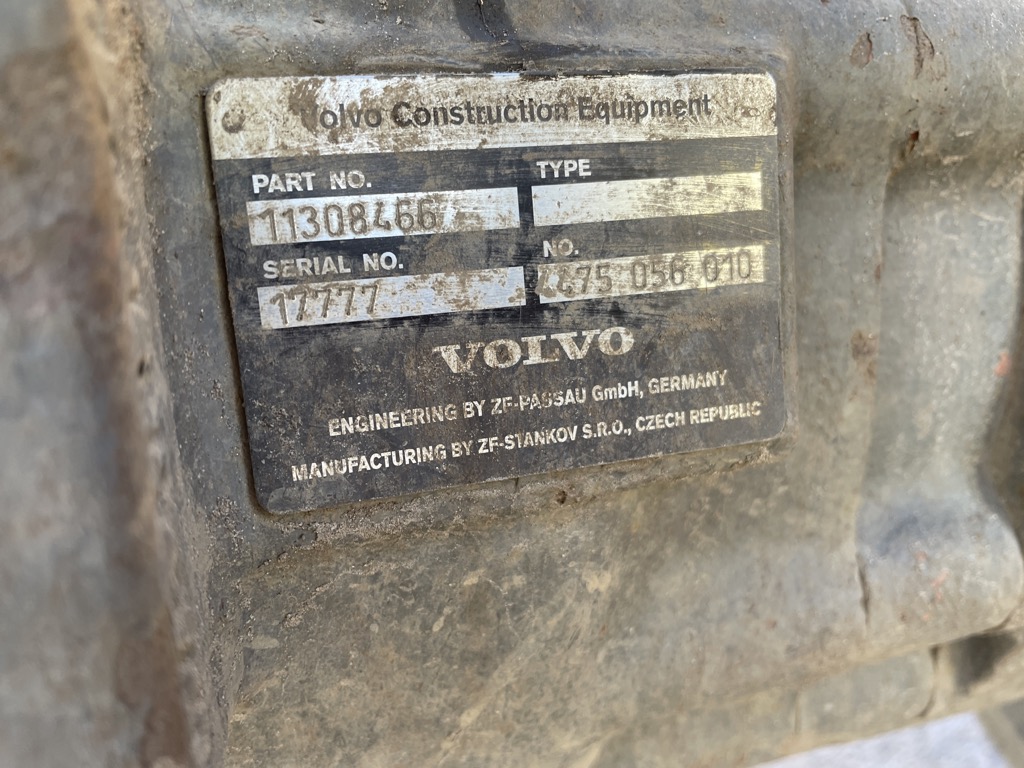 Volvo Construction Equipment
PART NO. TYPE
11308466
SERIAL NO. NO.
17777 4475 056 010
VOLVO
ENGINEERING BY ZF-PASSAU GmbH, GERMANY
MANUFACTURING BY ZF-STANKOV S.R.O., CZECH REPUBLIC